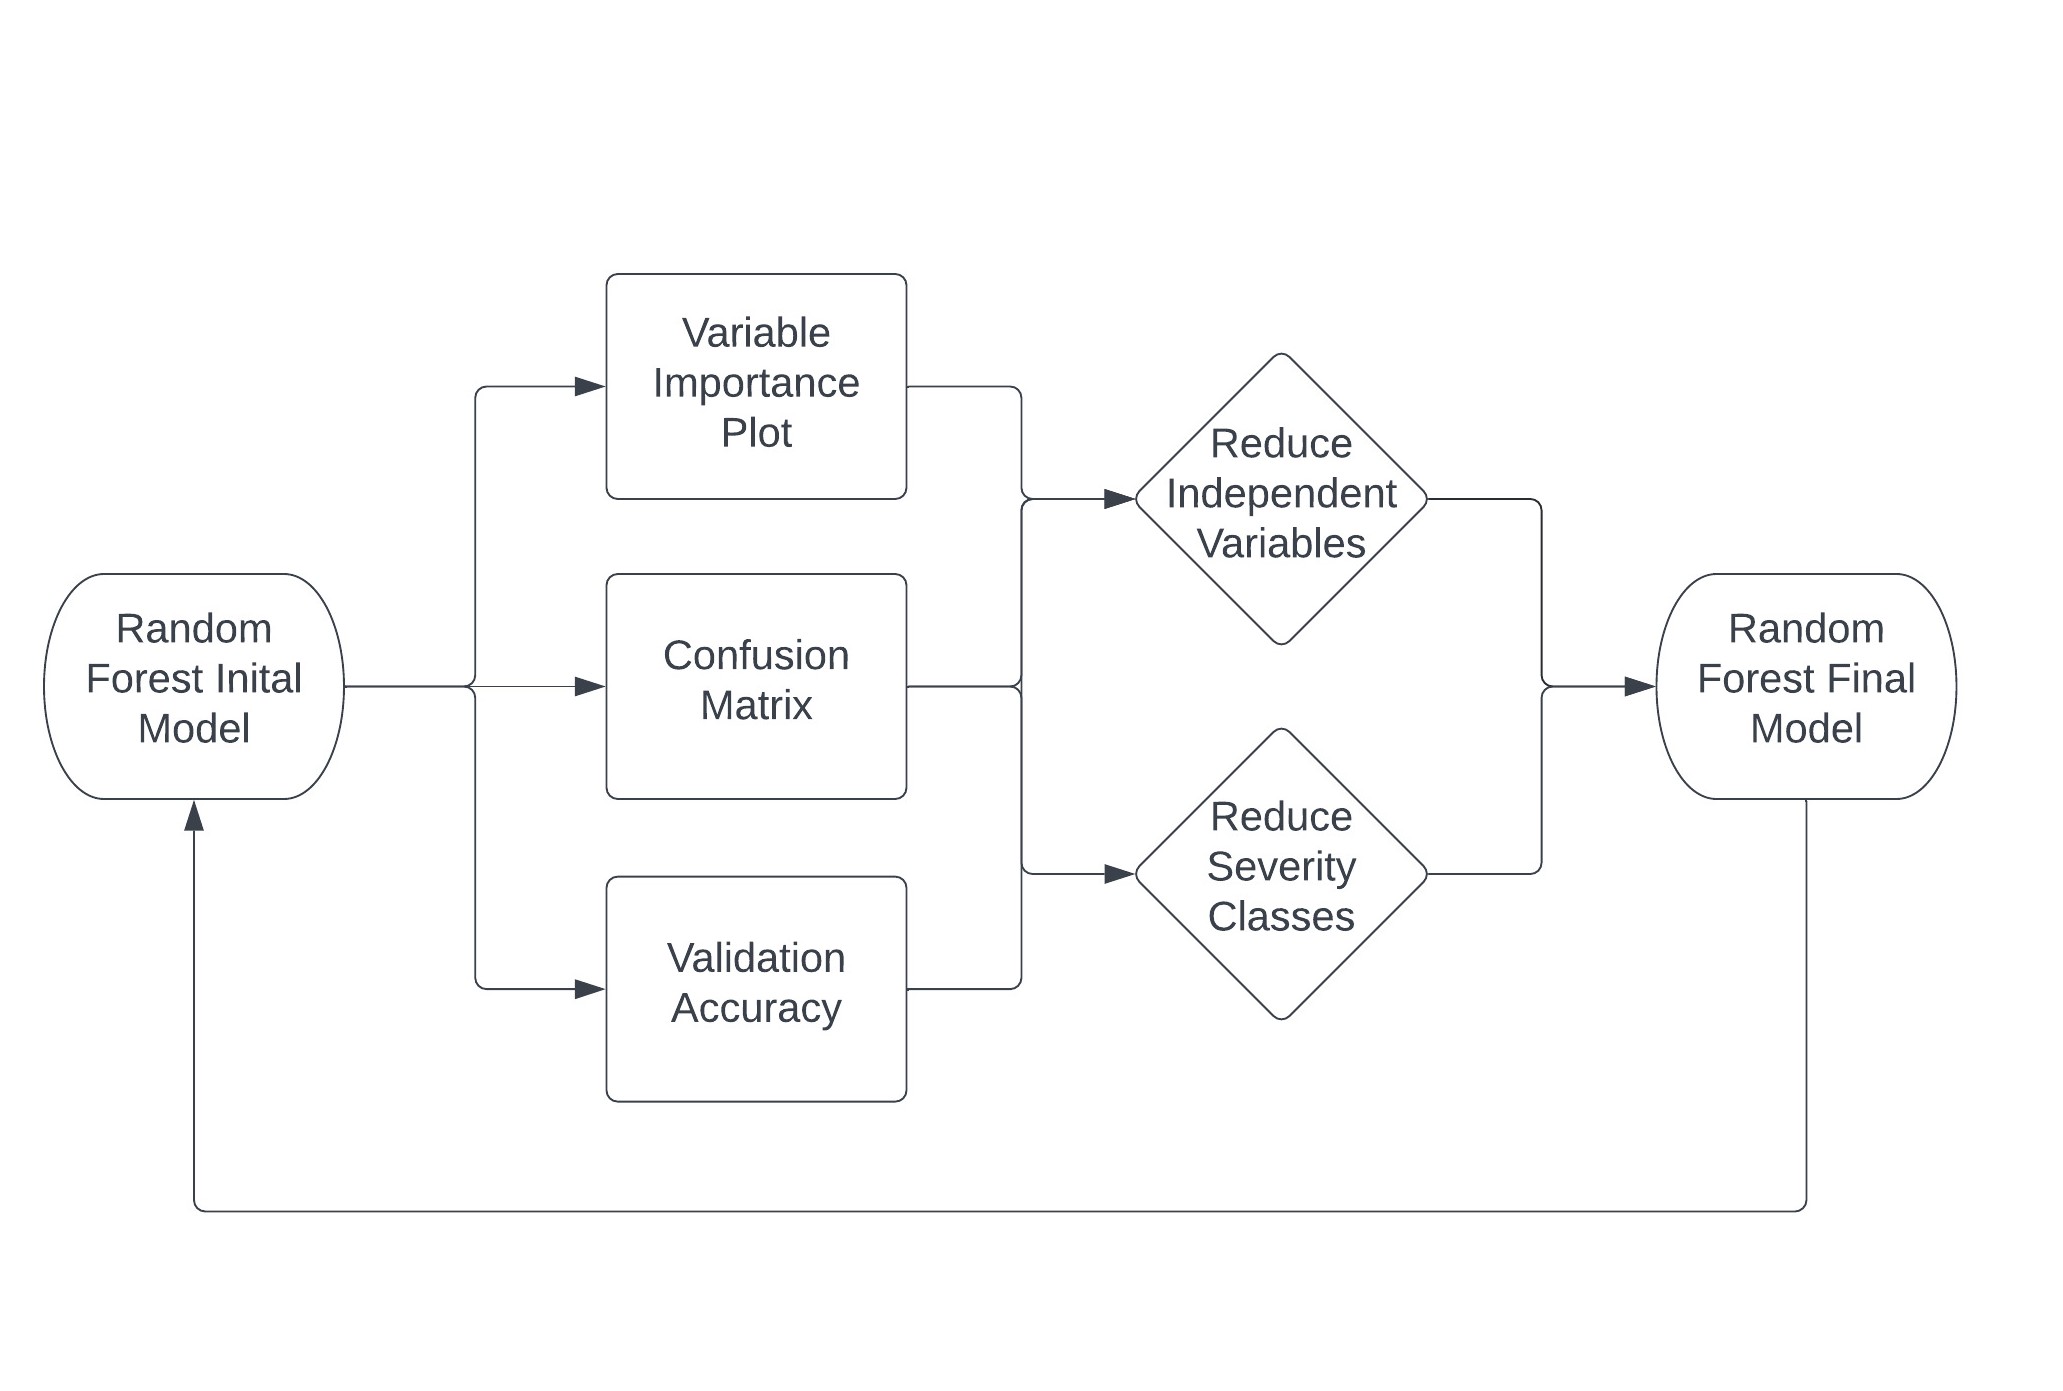 Random
Forest Inital
Model
Variable
Importance
Plot
Confusion
Matrix
Validation
Accuracy
Reduce
Independent
Variables
Reduce
Severity
Classes
Random
Forest Final
Model